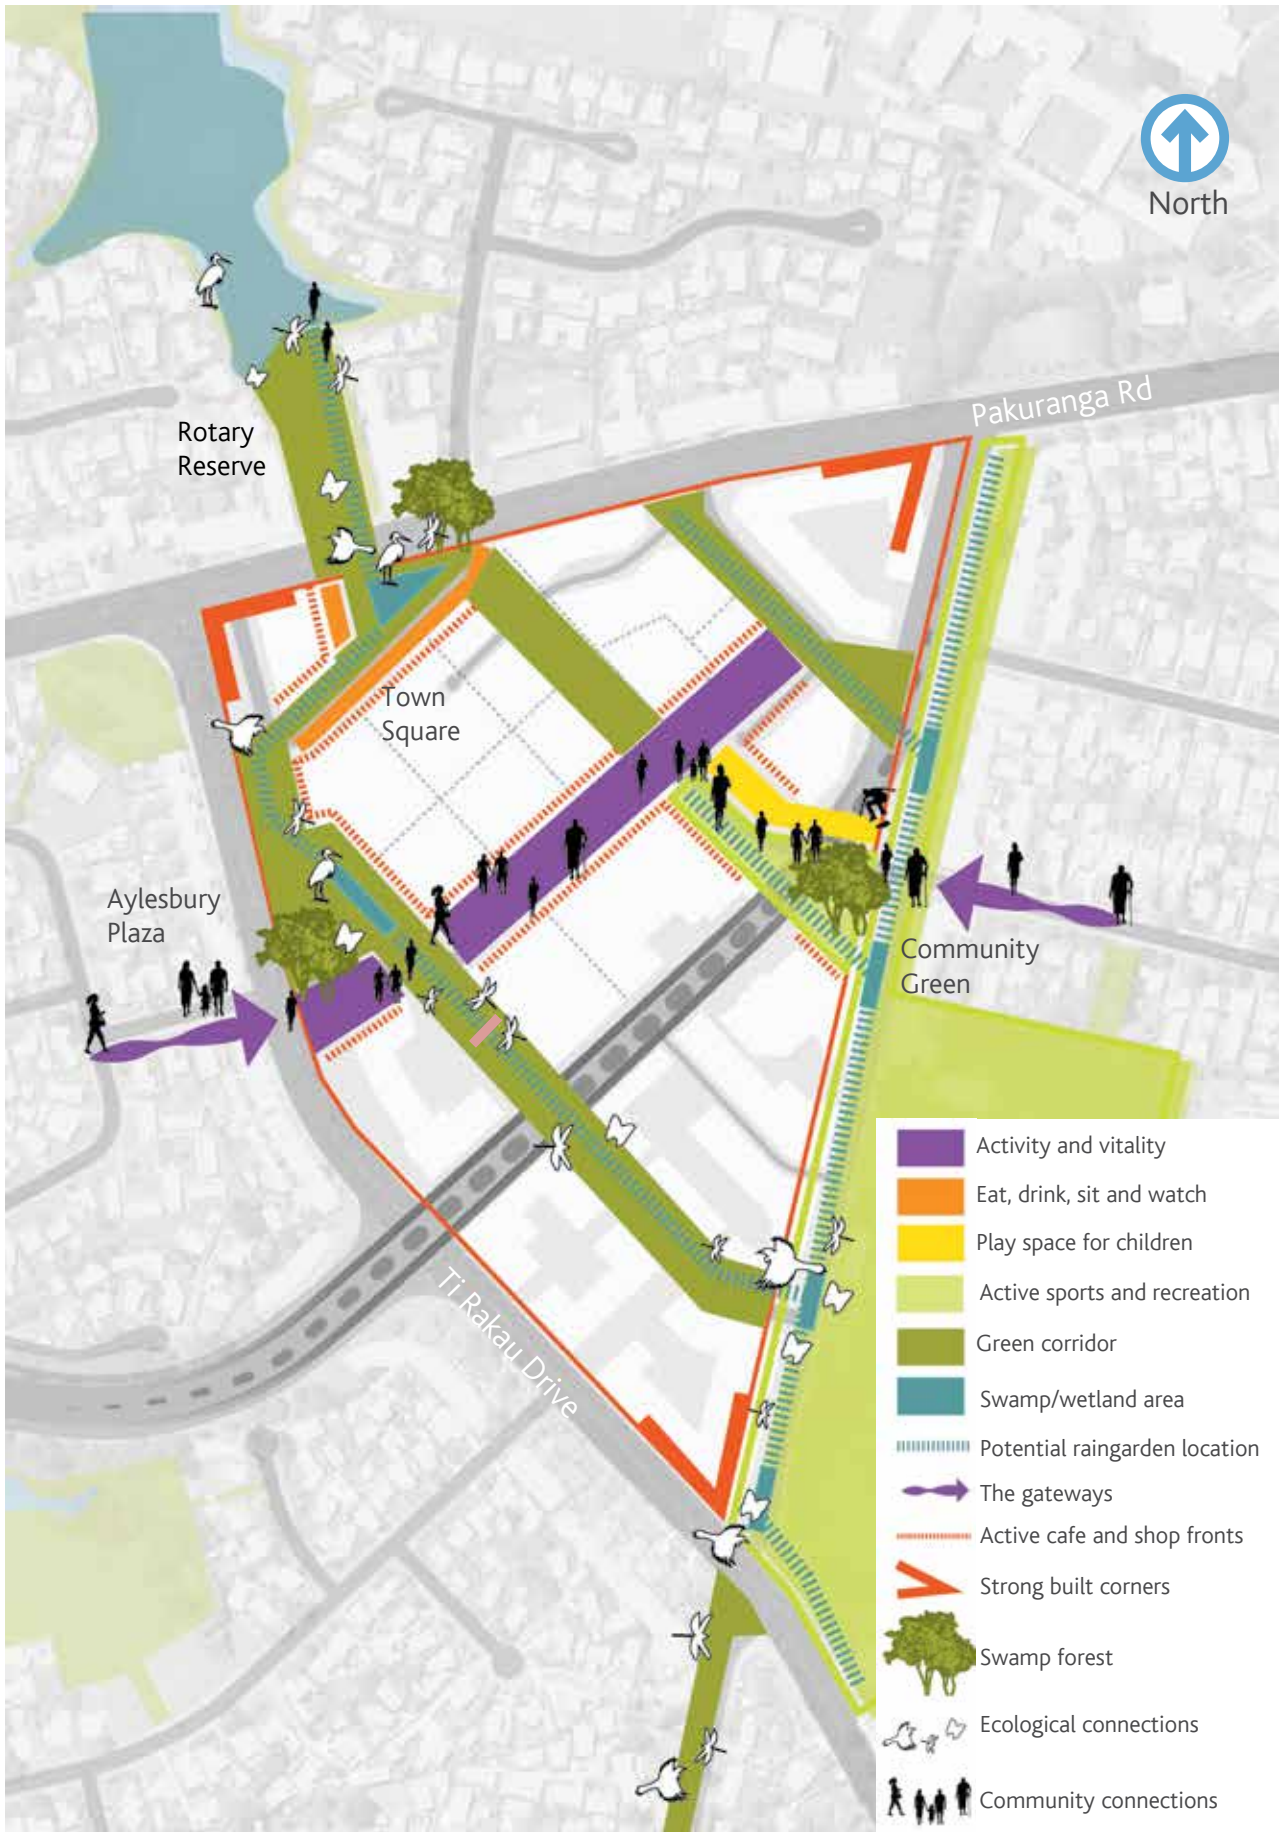 North
Pakuranga Rd
Rotary
Reserve
Town
Square
Aylesbury
Plaza
Community
Green
Ti Rakau Drive
Activity and vitality
Eat, drink, sit and watch
Play space for children
Active sports and recreation
Green corridor
Swamp/wetland area
Potential raingarden location
The gateways
Active cafe and shop fronts
Strong built corners
Swamp forest
Ecological connections
Community connections